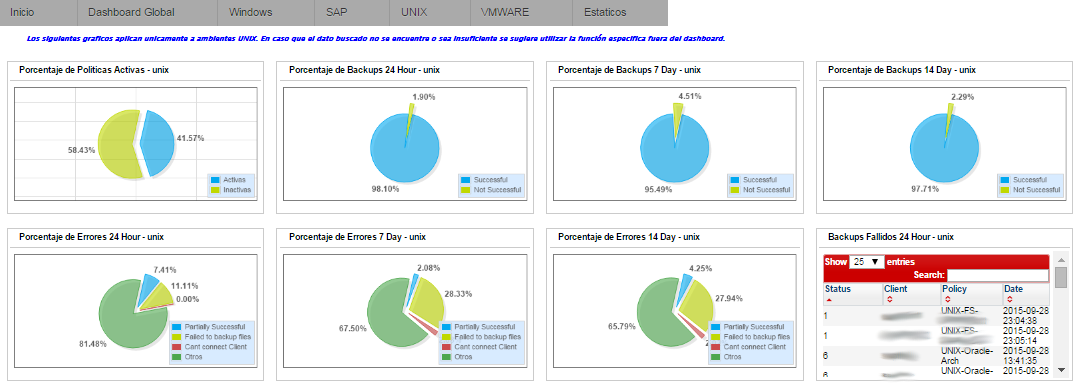 Inicio Dashboard Global Windows SAP UNIX VMWARE Estaticos
Los siguientes graficos aplican unicamente a ambientes UNIX. En caso que el dato buscado no se encuentre o sea insuficiente se sugiere utilizar la función especifica fuera del dashboard.
Porcentaje de Politicas Activas - unix
41.57%
58.43%
Activas
Inactivas
Porcentaje de Backups 24 Hour - unix
1.90%
98.10%
Successful
Not Successful
Porcentaje de Backups 7 Day - unix
4.51%
95.49%
Successful
Not Successful
Porcentaje de Backups 14 Day - unix
2.29%
97.71%
Successful
Not Successful
Porcentaje de Errores 24 Hour - unix
7.41%
11.11%
0.00%
81.48%
Partially Successful
Failed to backup files
Cant connect Client
Otros
Porcentaje de Errores 7 Day - unix
2.08%
28.33%
67.50%
Partially Successful
Failed to backup files
Cant connect Client
Otros
Porcentaje de Errores 14 Day - unix
4.25%
27.94%
65.79%
Partially Successful
Failed to backup files
Cant connect Client
Otros
Backups Fallidos 24 Hour - unix
Show 25 entries
Search:
Status Client Policy Date
1 UNIX-FS- 2015-09-28
23:04:38
1 UNIX-FS- 2015-09-28
23:05:14
6 UNIX-Oracle- 2015-09-28
Arch 13:41:35
6 UNIX-Oracle- 2015-09-28